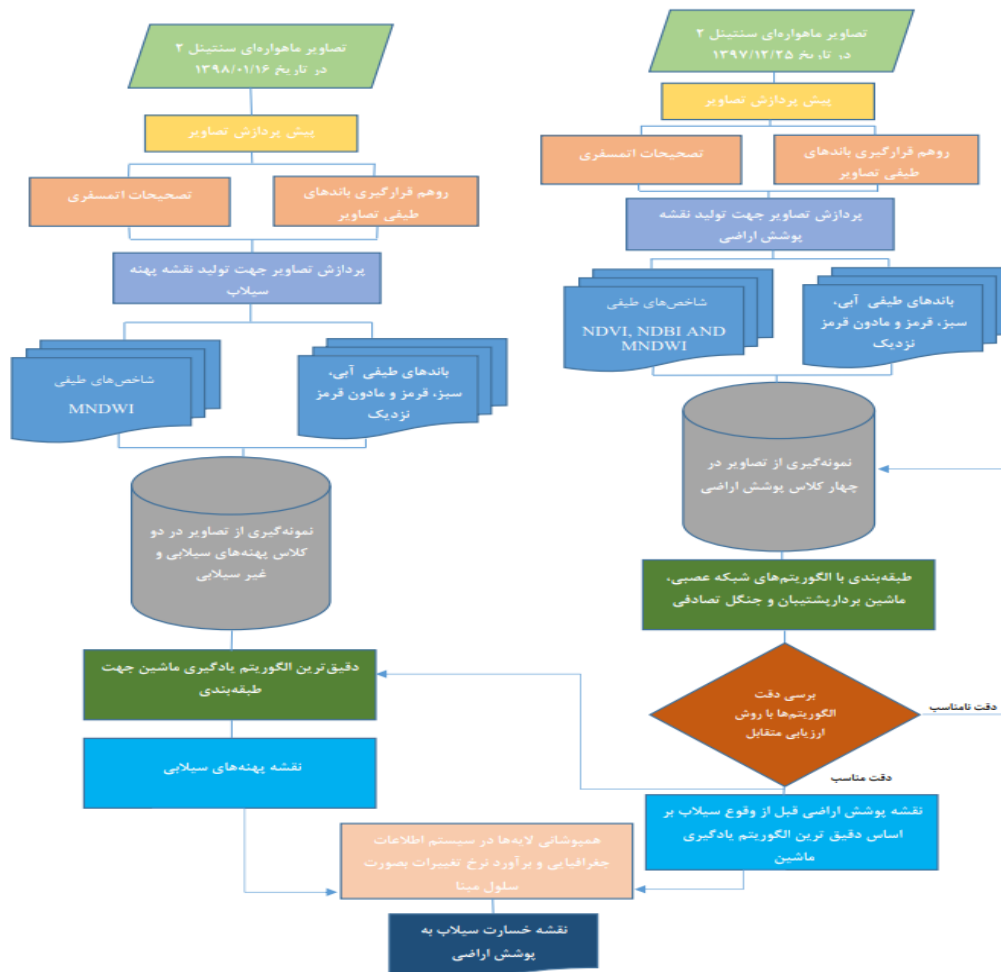 تصاویر ماهواره‌ای سنتینل ۲
در تاریخ ۱۳۹۷/۱۲/۲۵
پیش پردازش تصاویر
روهم قرارگیری باندهای
طیفی تصاویر
تصحیحات اتمسفری
پردازش تصاویر جهت تولید نقشه
پوشش اراضی
باندهای طیفی آبی،
سبز، قرمز و مادون قرمز
نزدیک
شاخص‌های طیفی
NDVI, NDBI AND
MNDWI
نمونه‌گیری از تصاویر در
چهار کلاس پوشش اراضی
طبقه‌بندی با الگوریتم‌های شبکه عصبی،
ماشین بردارپشتیبان و جنگل تصادفی
برسی دقت
الگوریتم‌ها با روش
ارزیابی متقابل
دقت نامناسب
دقت مناسب
نقشه پوشش اراضی قبل از وقوع سیلاب بر
اساس دقیق ترین الگوریتم یادگیری
ماشین
تصاویر ماهواره‌ای سنتینل ۲
در تاریخ ۱۳۹۸/۰۱/۱۶
پیش پردازش تصاویر
روهم قرارگیری باندهای
طیفی تصاویر
تصحیحات اتمسفری
پردازش تصاویر جهت تولید نقشه پهنه
سیلاب
باندهای طیفی آبی،
سبز، قرمز و مادون قرمز
نزدیک
شاخص‌های طیفی
MNDWI
نمونه‌گیری از تصاویر در دو
کلاس پهنه‌های سیلابی و
غیر سیلابی
دقیق‌ترین الگوریتم یادگیری ماشین جهت
طبقه‌بندی
نقشه پهنه‌های سیلابی
همپوشانی لایه‌ها در سیستم اطلاعات
جغرافیایی و برآورد نرخ تغییرات بصورت
سلول مبنا
نقشه خسارت سیلاب به
پوشش اراضی